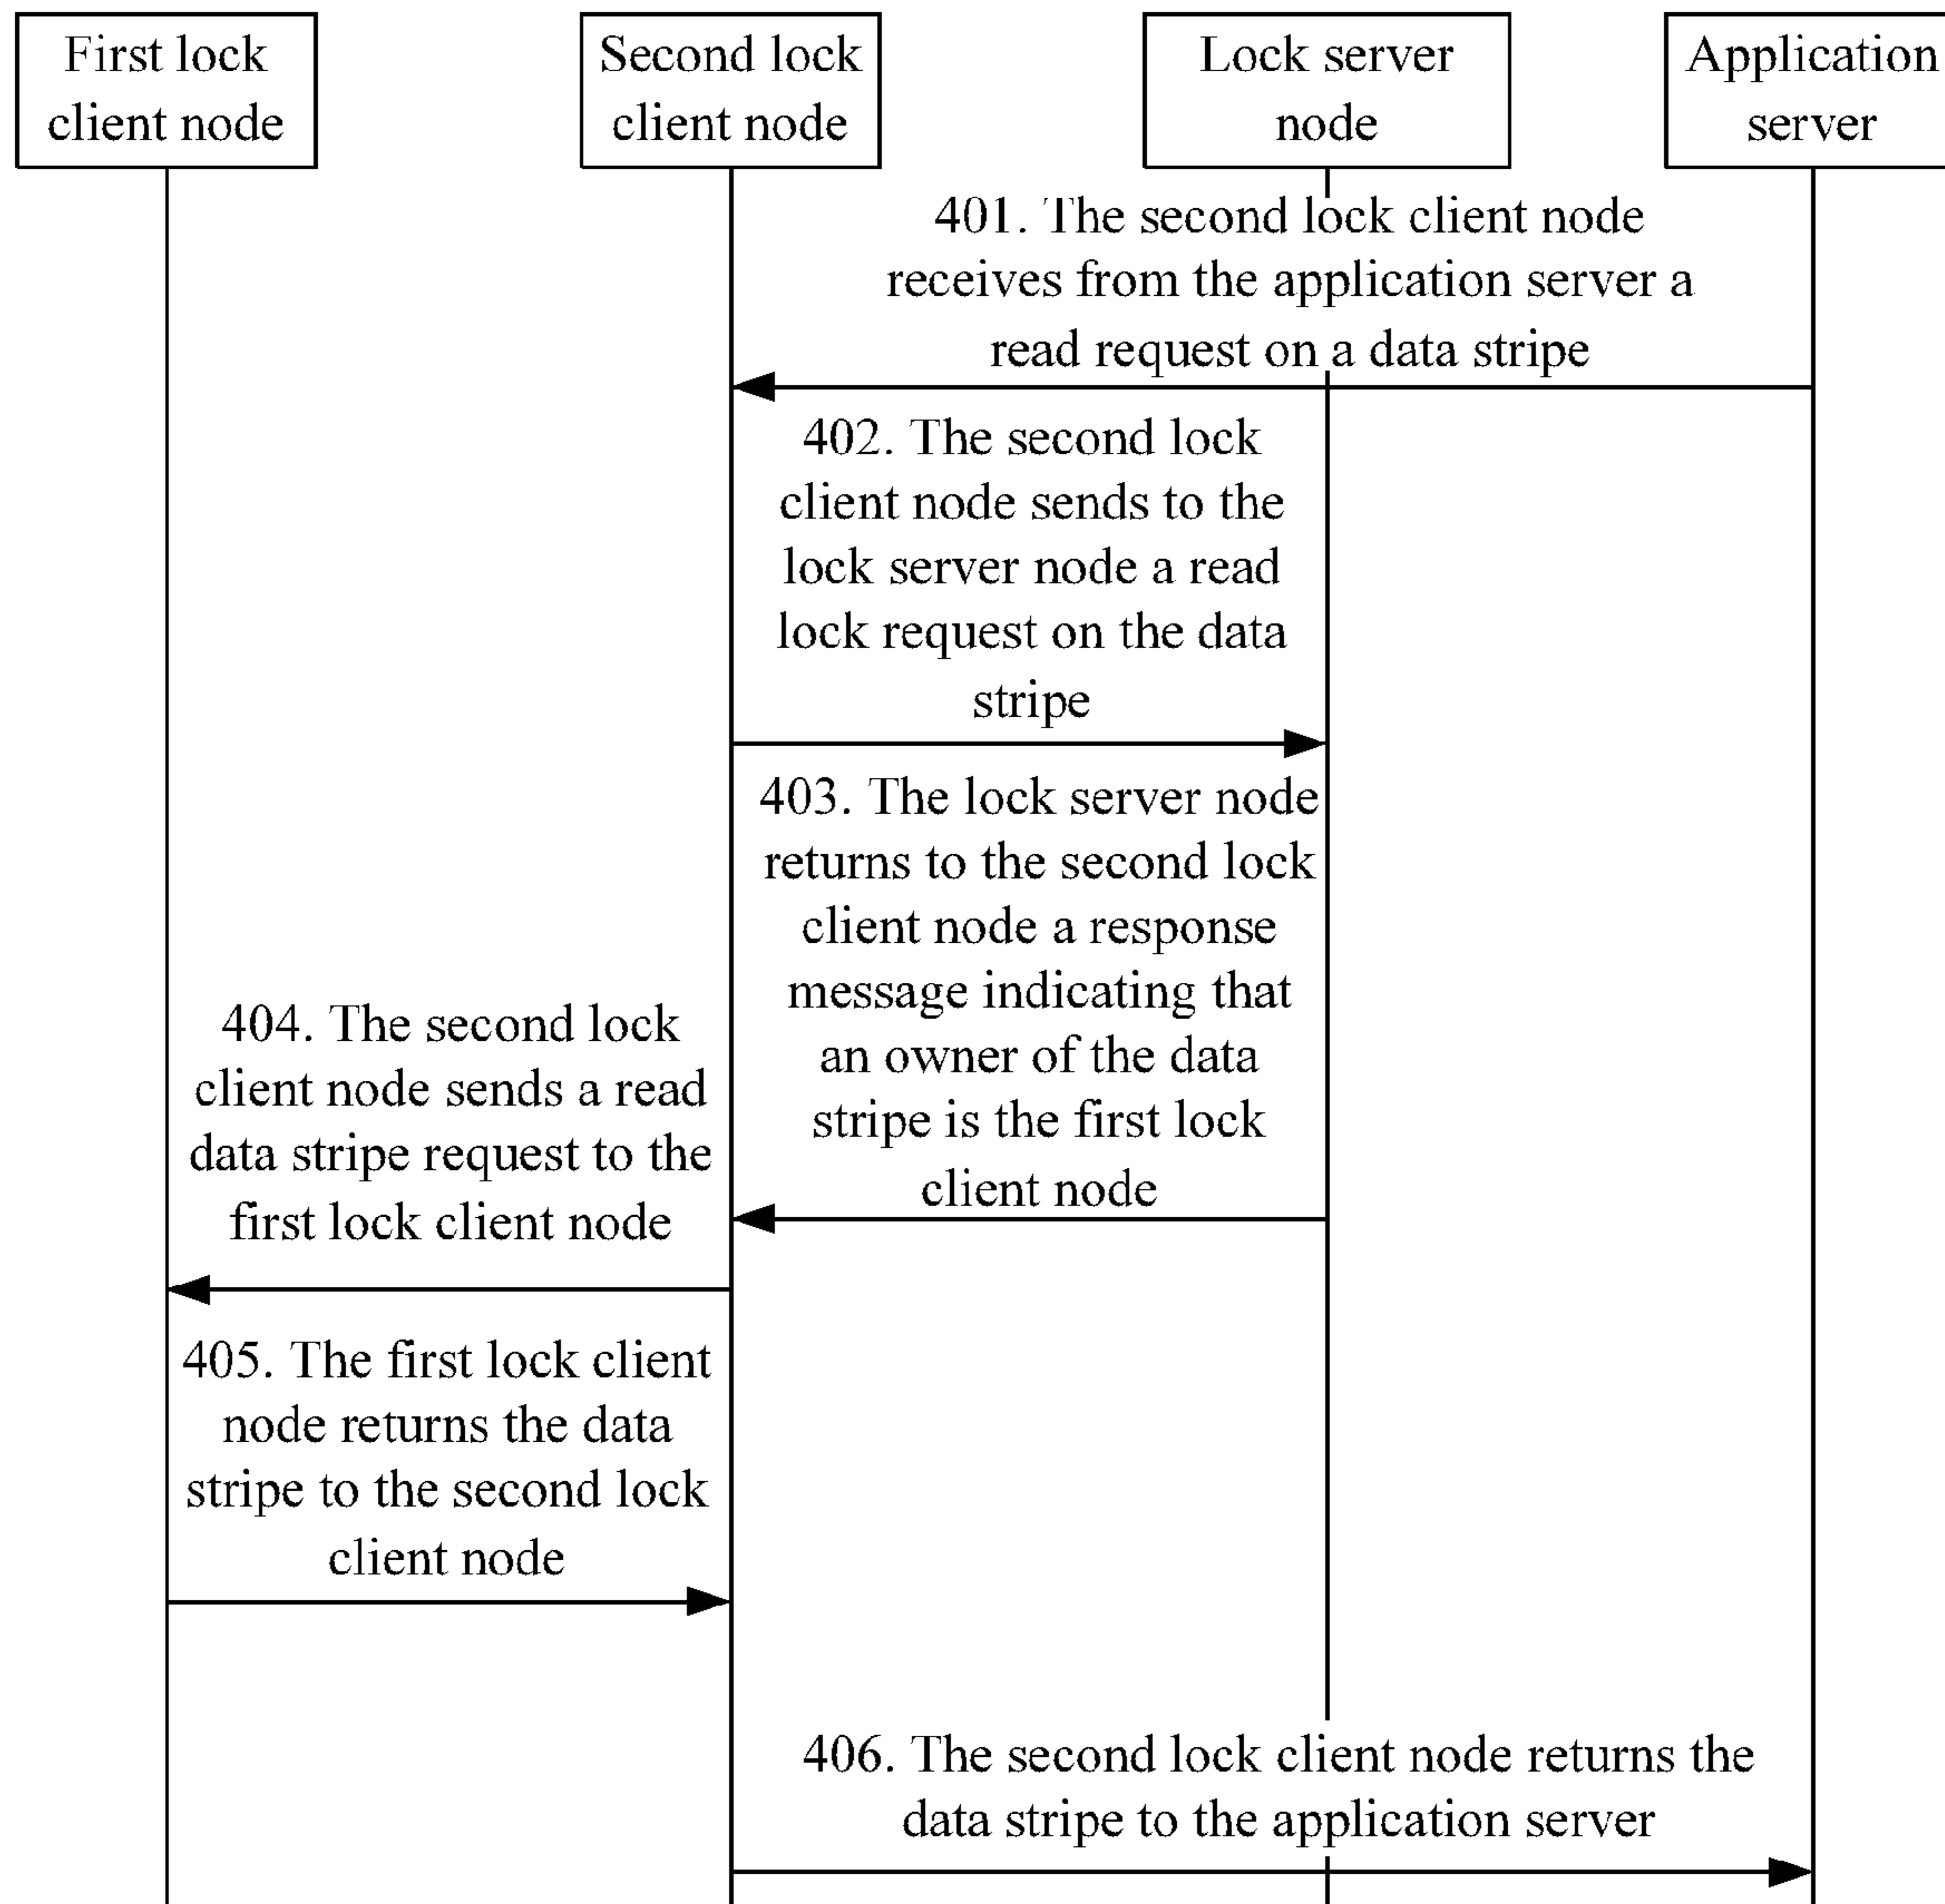 First lock
client node
Second lock
client node
Lock server
node
Application
server
401. The second lock client node
receives from the application server a
read request on a data stripe
402. The second lock
client node sends to the
lock server node a read
lock request on the data
stripe
403. The lock server node
returns to the second lock
client node a response
message indicating that
an owner of the data
stripe is the first lock
client node
404. The second lock
client node sends a read
data stripe request to the
first lock client node
405. The first lock client
node returns the data
stripe to the second lock
client node
406. The second lock client node returns the
data stripe to the application server